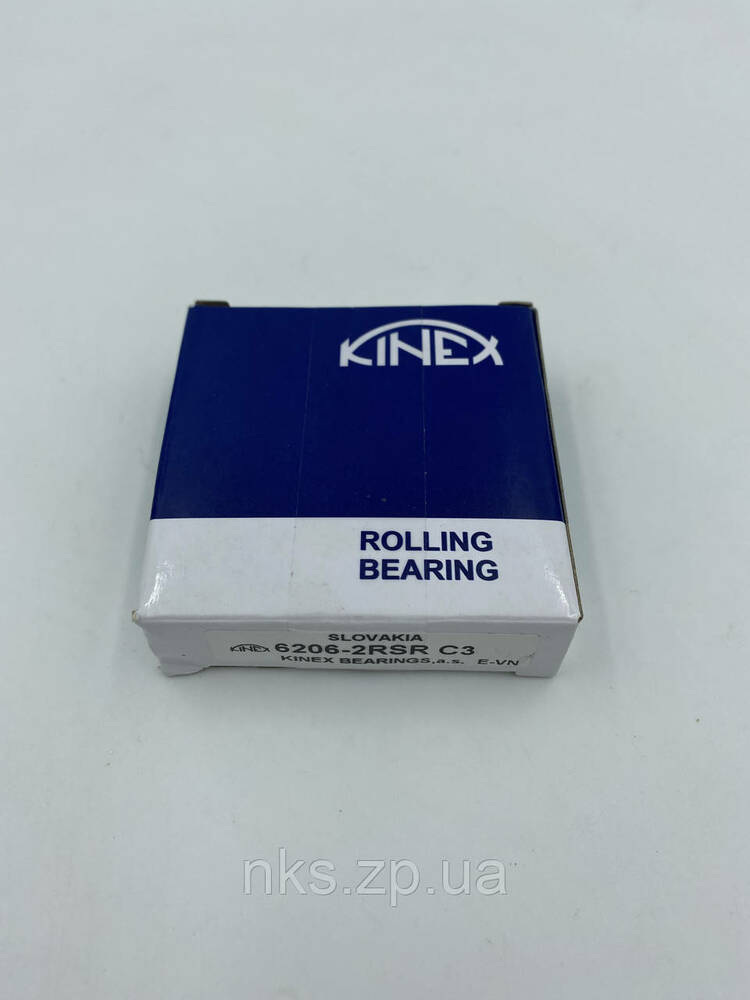 KINEX
ROLLING
BEARING
SLOVAKIA
KINEX 6206-2RSR C3
KINEX BEARINGS,a.s. E-VN
nks.zp.ua